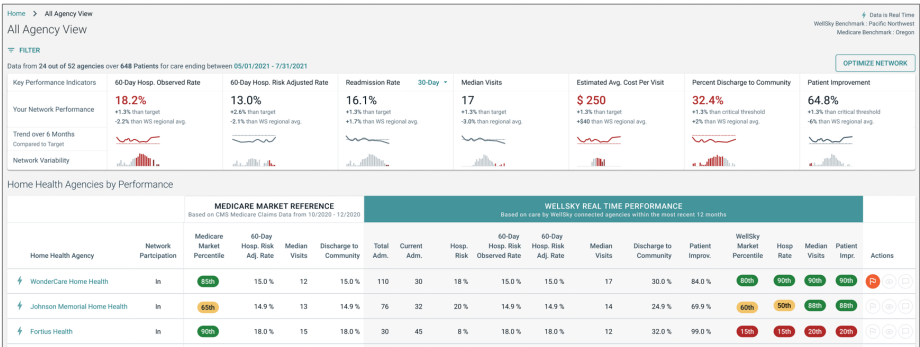 Home > All Agency View
Data is Real Time
WellSky Benchmark : Pacific Northwest
Medicare Benchmark : Oregon
All Agency View
FILTER
Data from 24 out of 52 agencies over 648 Patients for care ending between 05/01/2021 - 7/31/2021
OPTIMIZE NETWORK
Key Performance Indicators 60-Day Hosp. Observed Rate 60-Day Hosp. Risk Adjusted Rate Readmission Rate 30-Day Median Visits Estimated Avg. Cost Per Visit Percent Discharge to Community Patient Improvement
Your Network Performance 18.2% 13.0% 16.1% 17 $ 250 32.4% 64.8%
+1.3% than target +2.6% than target +1.3% than target +1.3% than target +1.3% than target +1.3% than critical threshold +1.3% than critical threshold
-2.2% than WS regional avg. -2.1% than WS regional avg. +1.7% than WS regional avg. -3.0% than WS regional avg. +$40 than WS regional avg. +2% than WS regional avg. -6% than WS regional avg.
Trend over 6 Months
Compared to Target
Network Variability
Home Health Agencies by Performance
MEDICARE MARKET REFERENCE WELLSKY REAL TIME PERFORMANCE
Based on CMS Medicare Claims Data from 10/2020 - 12/2020 Based on care by WellSky connected agencies within the most recent 12 months
Home Health Agency Network Partcipation Medicare Market Percentile 60-Day Hosp. Risk Adj. Rate Median Visits Discharge to Community Total Adm. Current Adm. Hosp. Risk 60-Day Hosp. Risk Observed Rate 60-Day Hosp. Risk Adj. Rate Median Visits Discharge to Community Patient Improv. WellSky Market Percentile Hosp Rate Median Visits Patient Impr. Actions
WonderCare Home Health In 85th 15.0 % 12 15.0 % 110 30 18 % 15.0 % 15.0 % 17 30.0 % 84.0 % 80th 90th 90th 90th
Johnson Memorial Home Health In 65th 14.9 % 13 14.9 % 76 32 20 % 14.9 % 14.9 % 14 24.9 % 69.9 % 60th 50th 88th 88th
Fortius Health In 90th 18.0 % 15 18.0 % 30 45 8 % 18.0 % 18.0 % 12 32.0 % 99.0 % 15th 15th 20th 20th